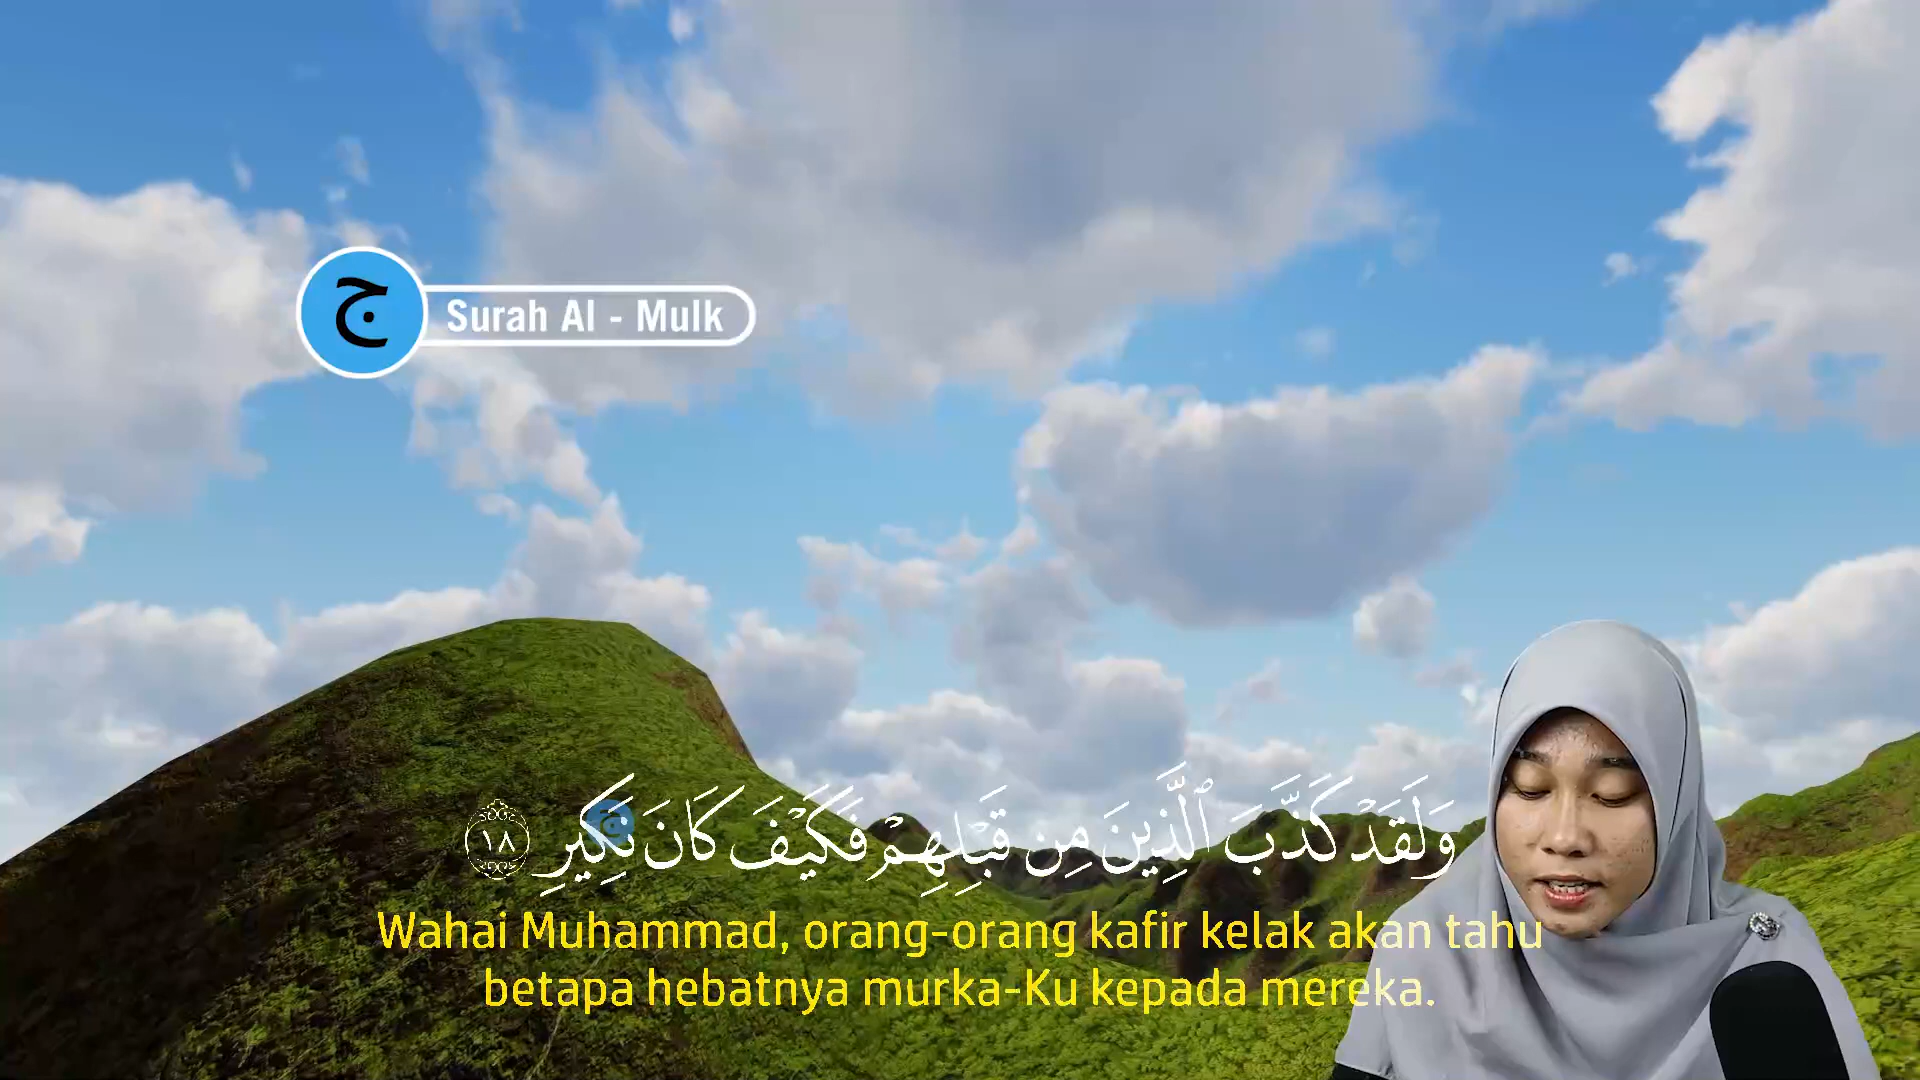 ج
Surah Al - Mulk
وَلَقَدْ كَذَّبَ ٱلَّذِينَ مِن قَبْلِهِمْ فَكَيْفَ كَانَ نَكِيرِ ١٨
Wahai Muhammad, orang-orang kafir kelak akan tahu
betapa hebatnya murka-Ku kepada mereka.